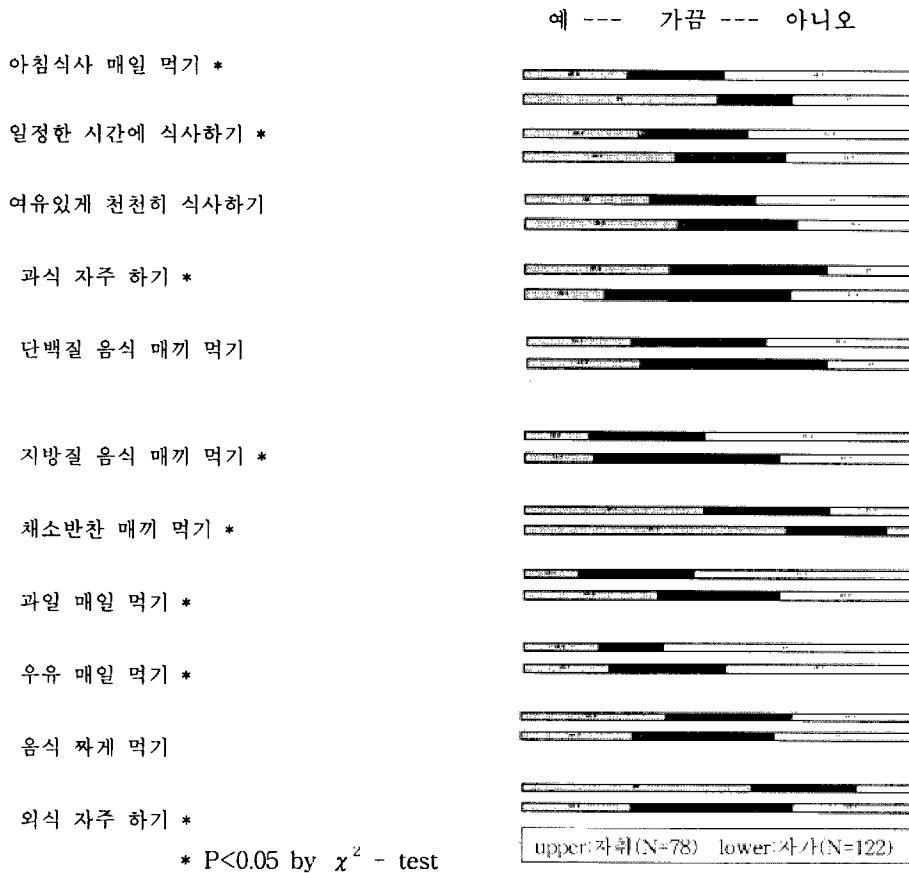 예 --- 가끔 --- 아니오
아침식사 매일 먹기 *
일정한 시간에 식사하기 *
여유있게 천천히 식사하기
과식 자주 하기 *
단백질 음식 매끼 먹기
지방질 음식 매끼 먹기 *
채소반찬 매끼 먹기 *
과일 매일 먹기 *
우유 매일 먹기 *
음식 짜게 먹기
외식 자주 하기 *
* P<0.05 by χ² - test
upper:자취(N=78) lower:자가(N=122)